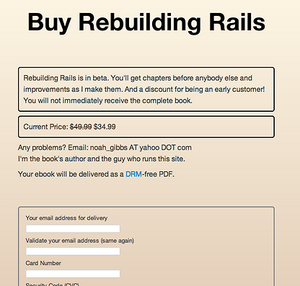 Buy Rebuilding Rails
Rebuilding Rails is in beta. You'll get chapters before anybody else and
improvements as I make them. And a discount for being an early customer!
You will not immediately receive the complete book.
Current Price: $49.99 $34.99
Any problems? Email: noah_gibbs AT yahoo DOT com
I'm the book's author and the guy who runs this site.
Your ebook will be delivered as a DRM-free PDF.
Your email address for delivery
Validate your email address (same again)
Card Number
Security Code (CVC)